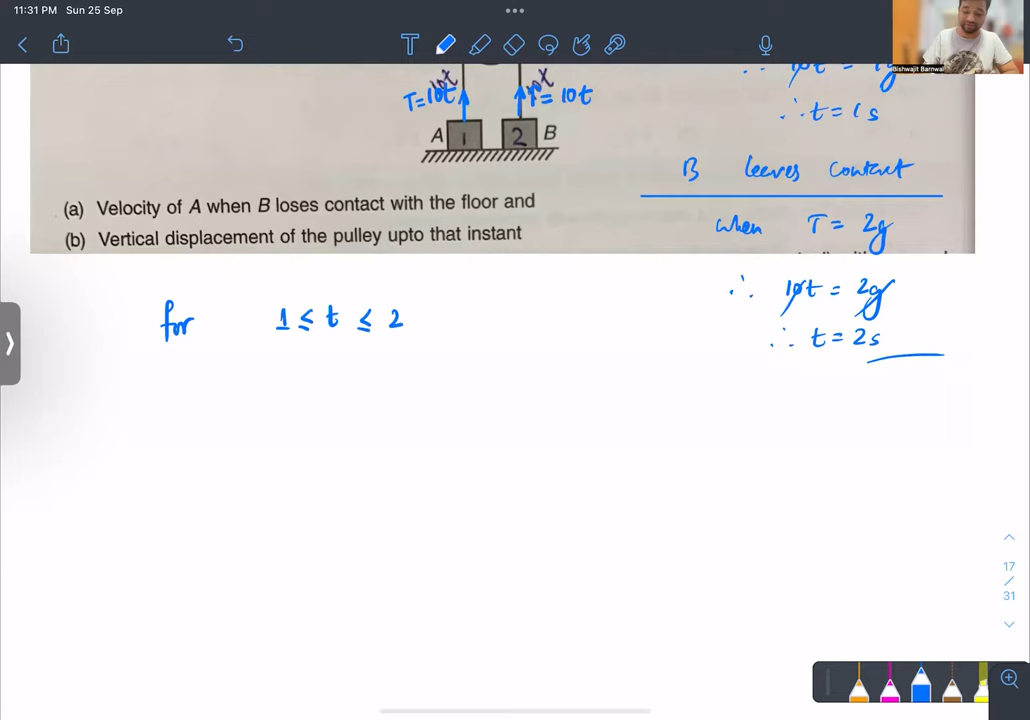 11:31 PM Sun 25 Sep
Bishwajit Barnwal
T=10t
T= 10t
A 1 2 B
∴ t = 1s
B leeves contact
(a) Velocity of A when B loses contact with the floor and
(b) Vertical displacement of the pulley upto that instant
when T = 2g
∴ 10t = 2g
∴ t = 2s
for 1 ≤ t ≤ 2
17
/
31